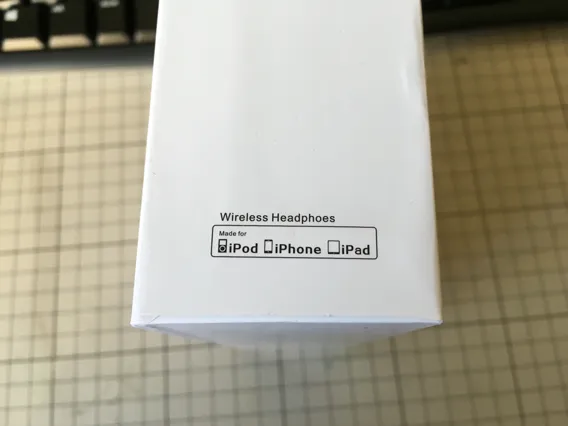 Wireless Headphoes
Made for
iPod iPhone iPad